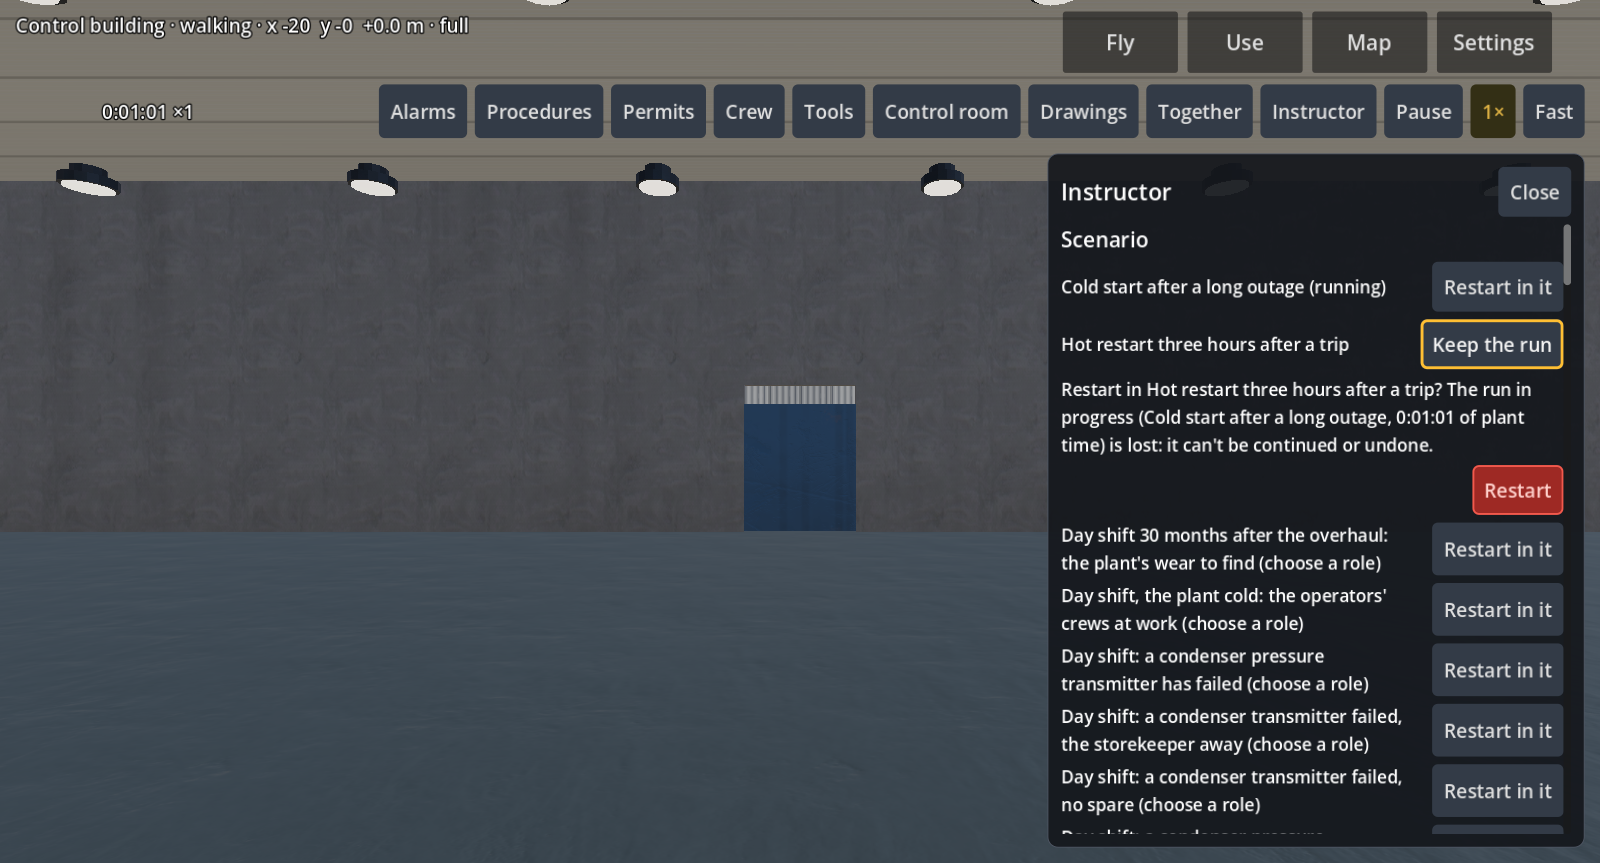 Control building · walking · x -20 y -0 +0.0 m · full
Fly
Use
Map
Settings
0:01:01 ×1
Alarms
Procedures
Permits
Crew
Tools
Control room
Drawings
Together
Instructor
Pause
1×
Fast
Instructor
Close
Scenario
Cold start after a long outage (running)
Restart in it
Hot restart three hours after a trip
Keep the run
Restart in Hot restart three hours after a trip? The run in
progress (Cold start after a long outage, 0:01:01 of plant
time) is lost: it can't be continued or undone.
Restart
Day shift 30 months after the overhaul:
the plant's wear to find (choose a role)
Restart in it
Day shift, the plant cold: the operators'
crews at work (choose a role)
Restart in it
Day shift: a condenser pressure
transmitter has failed (choose a role)
Restart in it
Day shift: a condenser transmitter failed,
the storekeeper away (choose a role)
Restart in it
Day shift: a condenser transmitter failed,
no spare (choose a role)
Restart in it